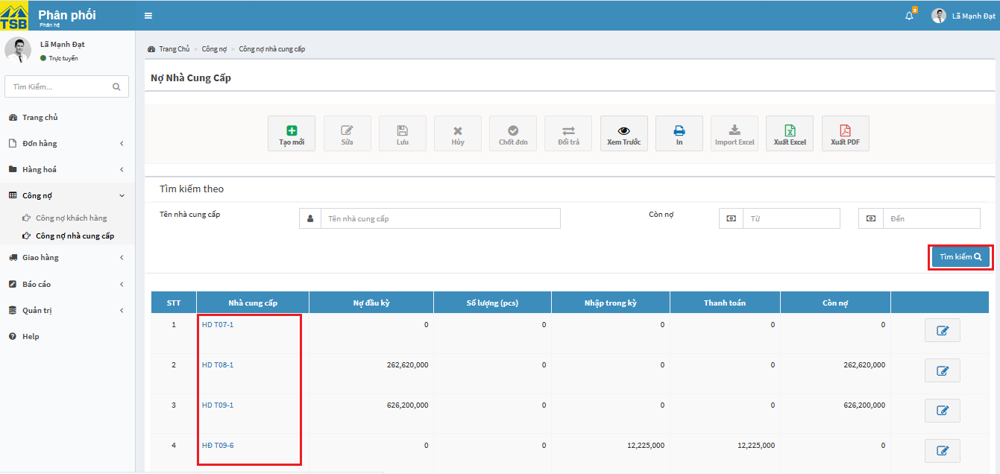 TSB
Phân phối
Phân hệ
5
Lã Mạnh Đạt
Lã Mạnh Đạt
Trực tuyến
Tìm Kiếm...
Trang chủ
Đơn hàng
Hàng hoá
Công nợ
Công nợ khách hàng
Công nợ nhà cung cấp
Giao hàng
Báo cáo
Quản trị
Help
Trang Chủ > Công nợ > Công nợ nhà cung cấp
Nợ Nhà Cung Cấp
Tạo mới Sửa Lưu Hủy Chốt đơn Đổi trả Xem Trước In Import Excel Xuất Excel Xuất PDF
Tìm kiếm theo
Tên nhà cung cấp Tên nhà cung cấp Còn nợ Từ Đến
Tìm kiếm
STT Nhà cung cấp Nợ đầu kỳ Số lượng (pcs) Nhập trong kỳ Thanh toán Còn nợ
1 HD T07-1 0 0 0 0 0
2 HD T08-1 262,620,000 0 0 0 262,620,000
3 HD T09-1 626,200,000 0 0 0 626,200,000
4 HĐ T09-6 0 0 12,225,000 12,225,000 0